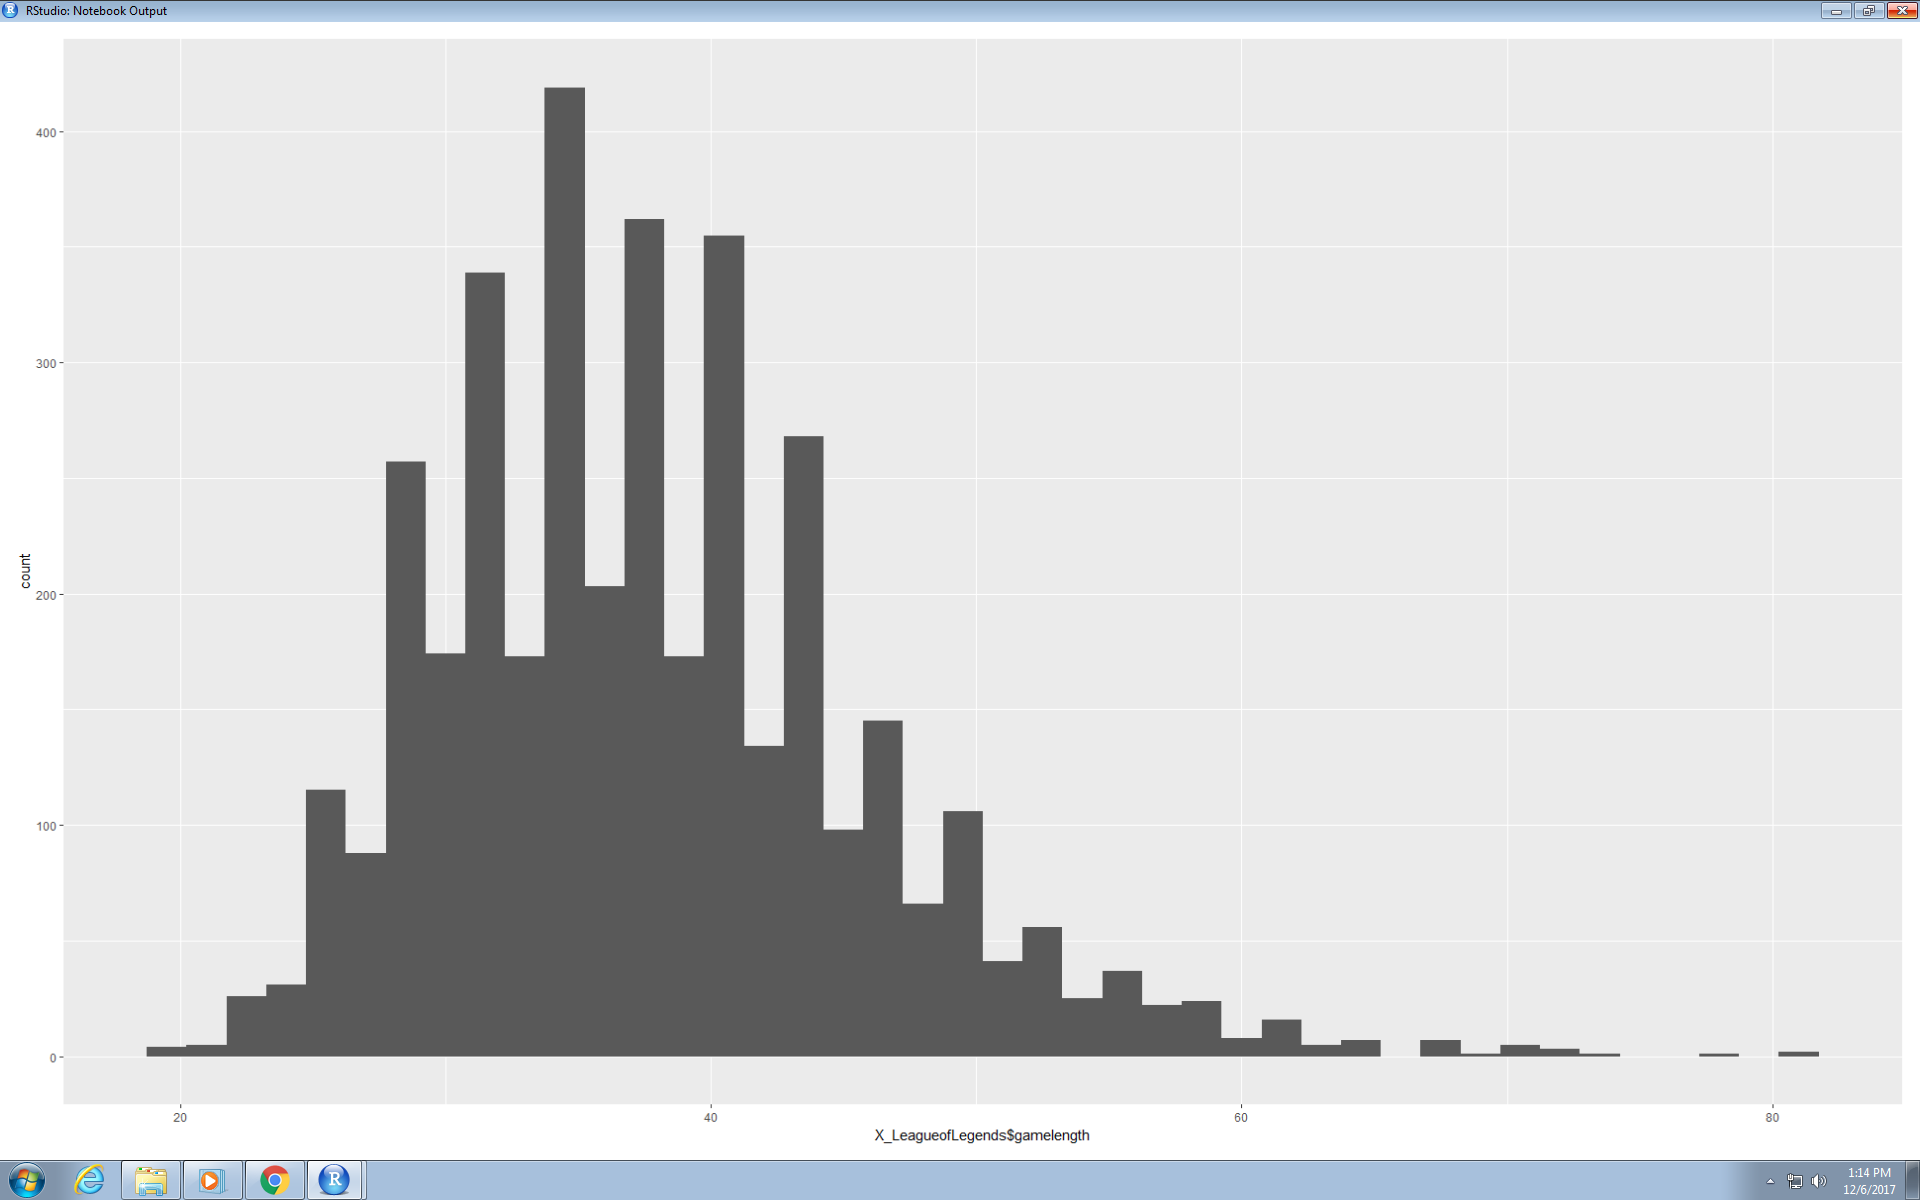 RStudio: Notebook Output
400
300
200
100
0
count
20 40 60 80
X_LeagueofLegends$gamelength
1:14 PM
12/6/2017